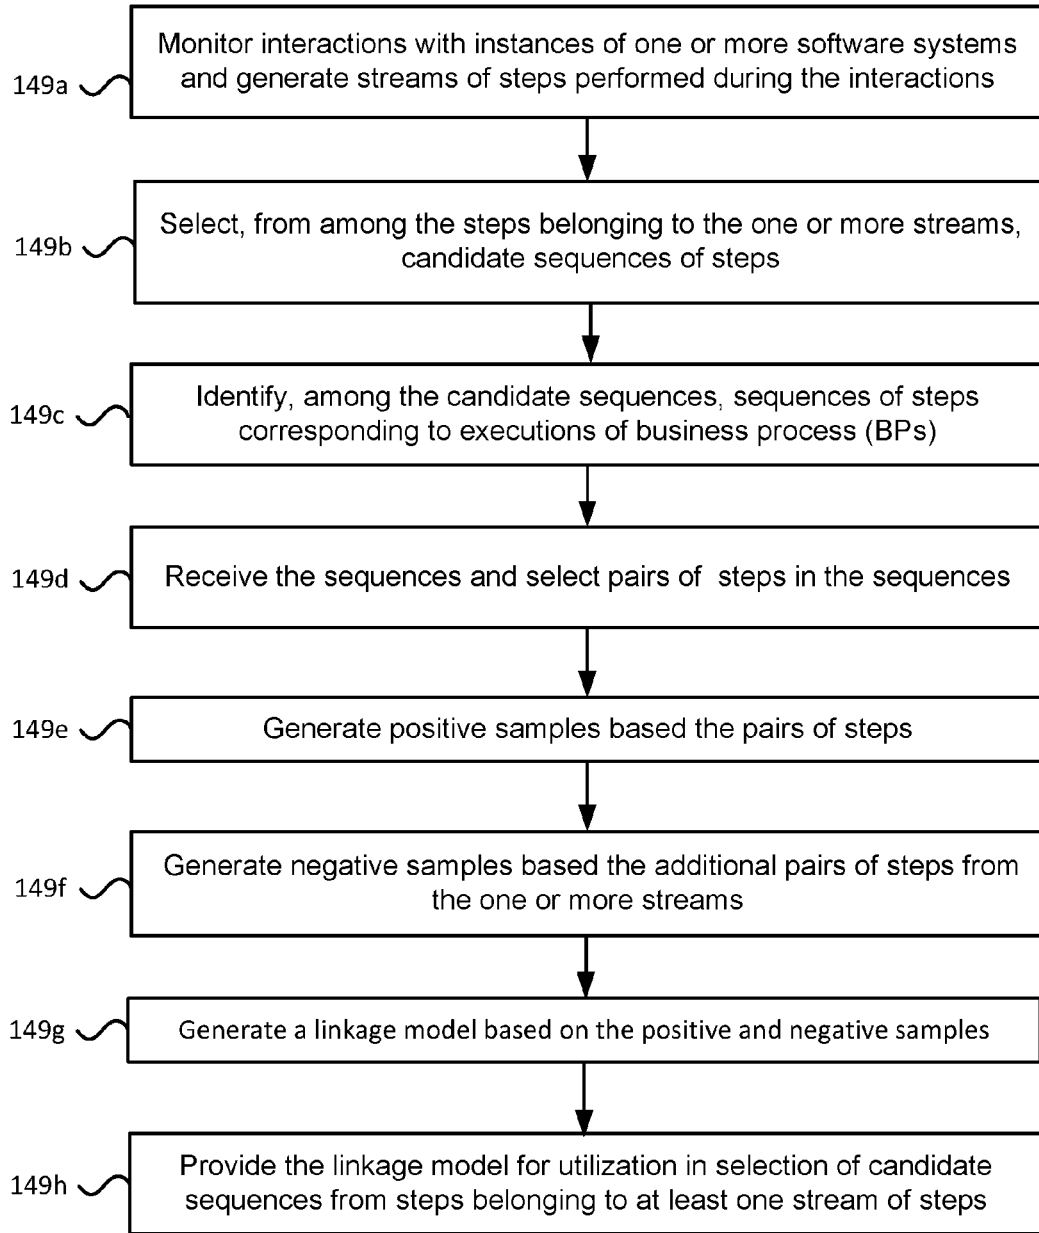 Monitor interactions with instances of one or more software systems
and generate streams of steps performed during the interactions
149a
Select, from among the steps belonging to the one or more streams,
candidate sequences of steps
149b
Identify, among the candidate sequences, sequences of steps
corresponding to executions of business process (BPs)
149c
Receive the sequences and select pairs of steps in the sequences
149d
Generate positive samples based the pairs of steps
149e
Generate negative samples based the additional pairs of steps from
the one or more streams
149f
Generate a linkage model based on the positive and negative samples
149g
Provide the linkage model for utilization in selection of candidate
sequences from steps belonging to at least one stream of steps
149h